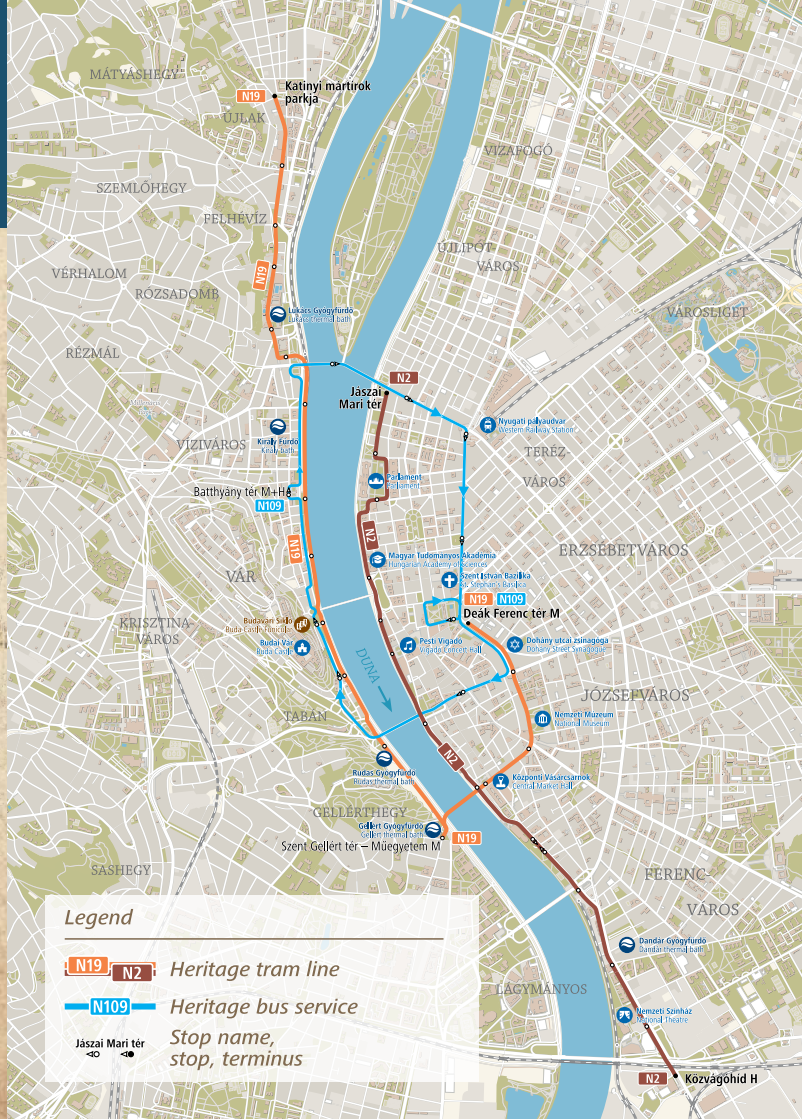 MÁTYÁSHEGY
Katinyi mártírok
parkja
N19
ÚJLAK
VIZAFOGÓ
SZEMLŐHEGY
FELHÉVÍZ
ÚJLIPÓT-
VÁROS
N19
VÉRHALOM
RÓZSADOMB
Lukács Gyógyfürdő
Lukács thermal bath
VÁROSLIGET
RÉZMÁL
N2
Jászai
Mari tér
Király Fürdő
Király bath
VÍZIVÁROS
Nyugati pályaudvar
Western Railway Station
TERÉZ-
VÁROS
Parlament
Parliament
Batthyány tér M+H
N109
N2
N19
Magyar Tudományos Akadémia
Hungarian Academy of sciences
ERZSÉBETVÁROS
VÁR
Szent István Bazilika
St. Stephan's Basilica
N19
N109
Deák Ferenc tér M
KRISZTINA-
VÁROS
Budavári Sikló
Buda Castle Funicular
Budai Vár
Buda Castle
Pesti Vigadó
Vigadó Concert Hall
Dohány utcai zsinagóga
Dohány Street Synagogue
DUNA
JÓZSEFVÁROS
TABÁN
Nemzeti Múzeum
National Museum
N2
Rudas Gyógyfürdő
Rudas thermal bath
Központi Vásárcsarnok
Central Market Hall
GELLÉRTHEGY
Gellért Gyógyfürdő
Gellért thermal bath
N19
Szent Gellért tér – Műegyetem M
SASHEGY
FERENC-
VÁROS
Dandár Gyógyfürdő
Dandár thermal bath
LÁGYMÁNYOS
Nemzeti Színház
National Theatre
N2
Közvágóhíd H
Legend
N19
N2
Heritage tram line
N109
Heritage bus service
Jászai Mari tér
Stop name,
stop, terminus